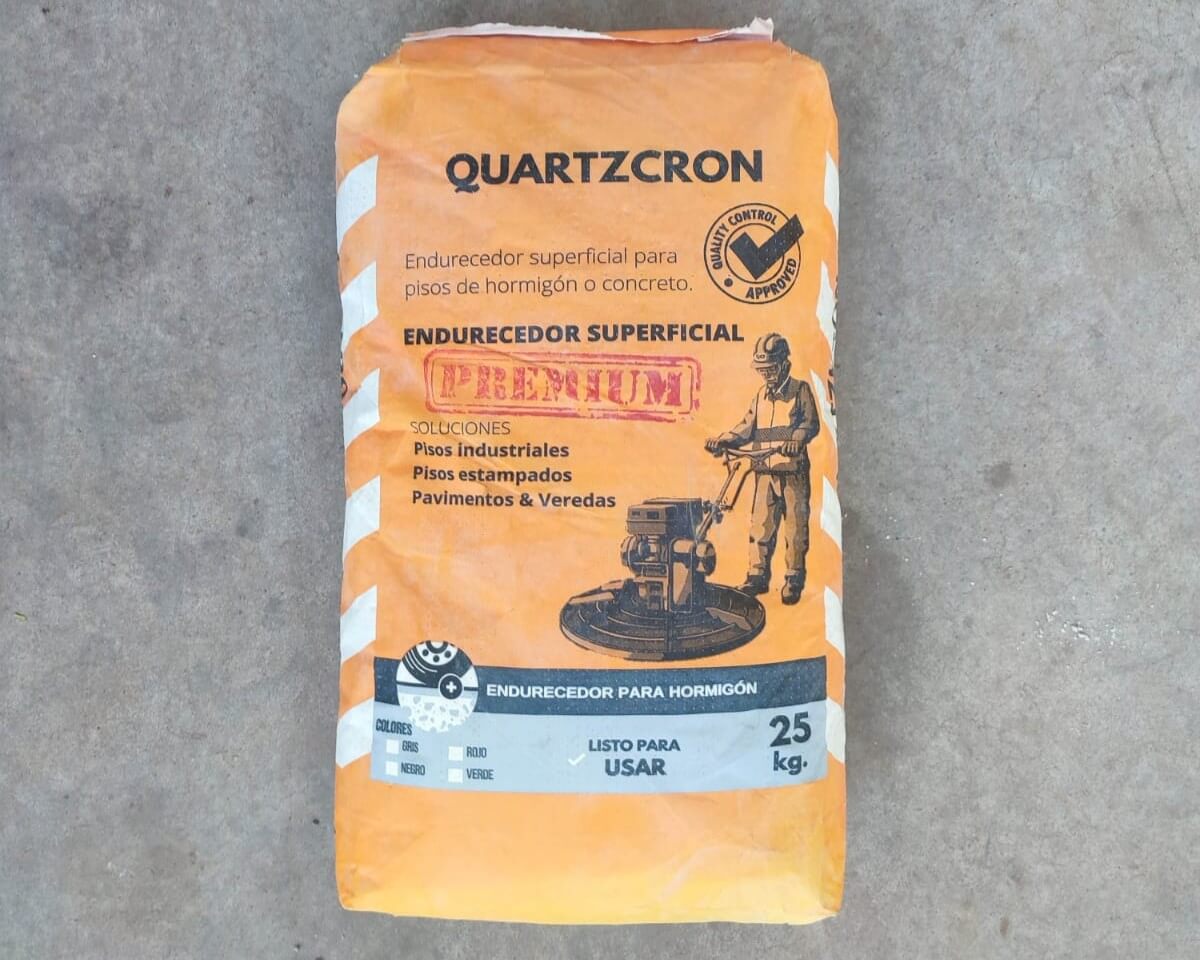 QUARTZCRON
QUALITY CONTROL
APPROVED
Endurecedor superficial para
pisos de hormigón o concreto.
ENDURECEDOR SUPERFICIAL
PREMIUM
SOLUCIONES
Pisos industriales
Pisos estampados
Pavimentos & Veredas
ENDURECEDOR PARA HORMIGÓN
COLORES
GRIS
ROJO
NEGRO
VERDE
LISTO PARA
USAR
25
kg.